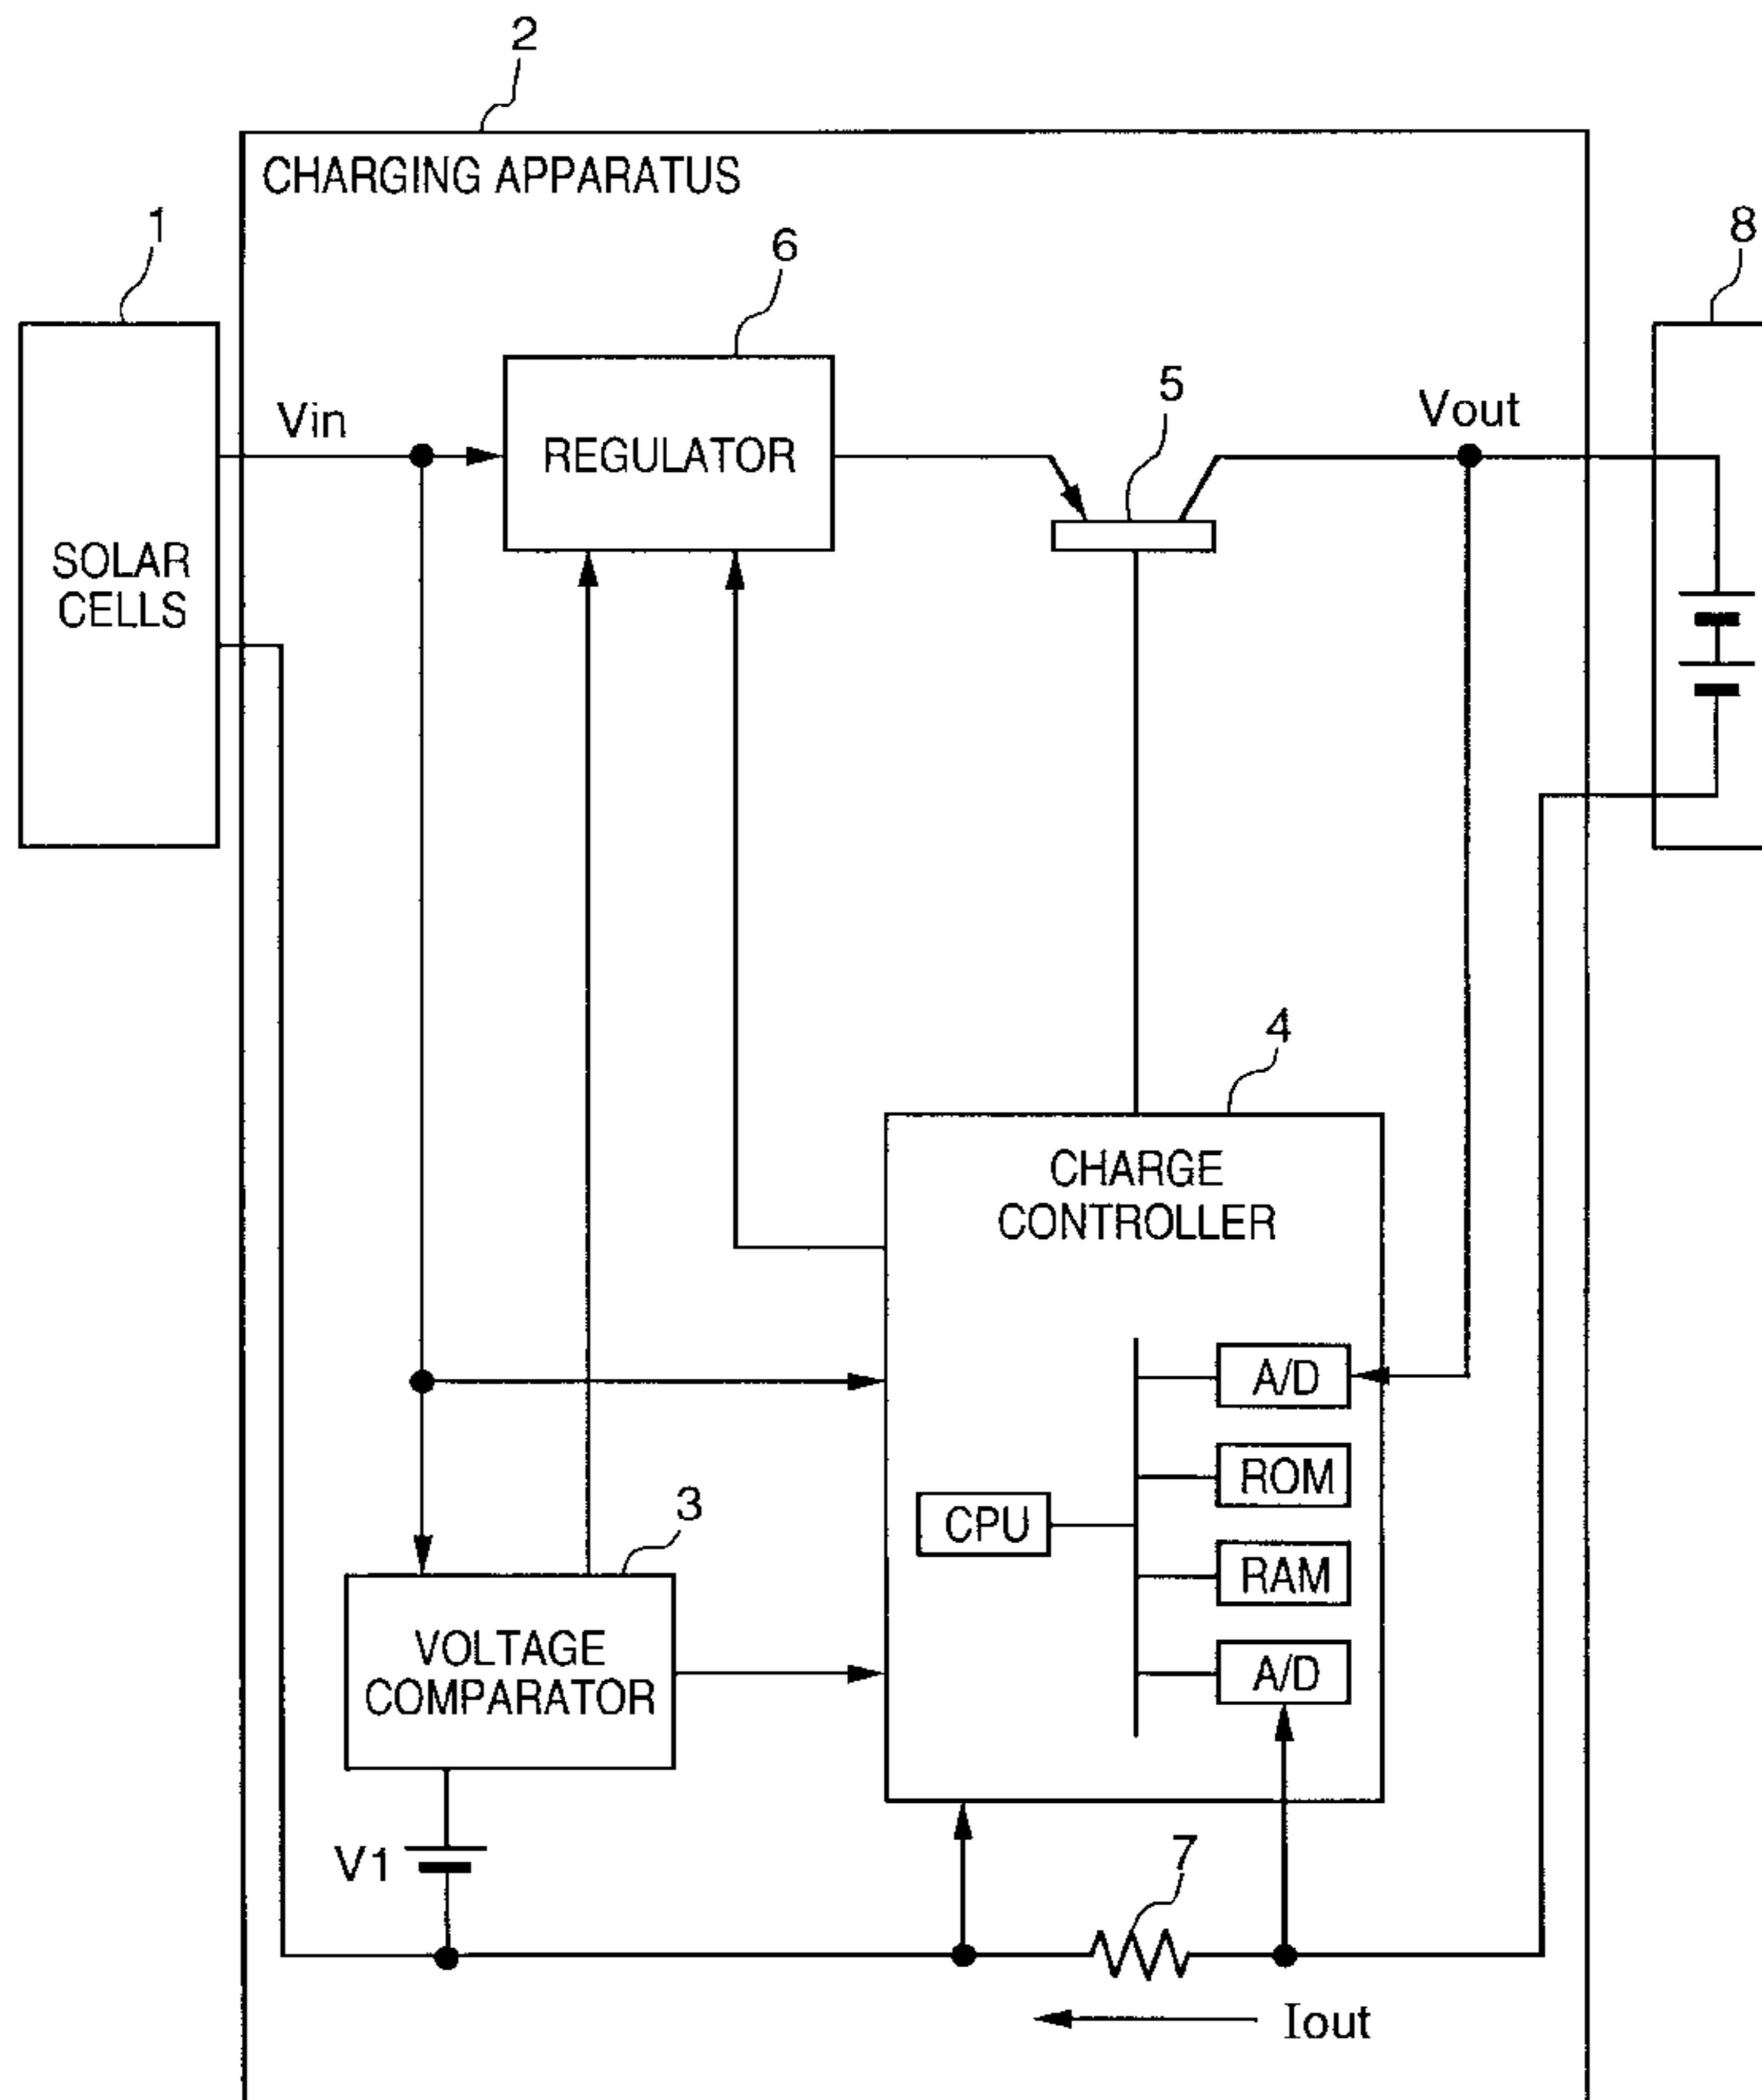 2
CHARGING APPARATUS
1
6
8
5
Vin
Vout
REGULATOR
SOLAR
CELLS
4
CHARGE
CONTROLLER
A/D
ROM
3
CPU
RAM
VOLTAGE
COMPARATOR
A/D
7
V1
Iout